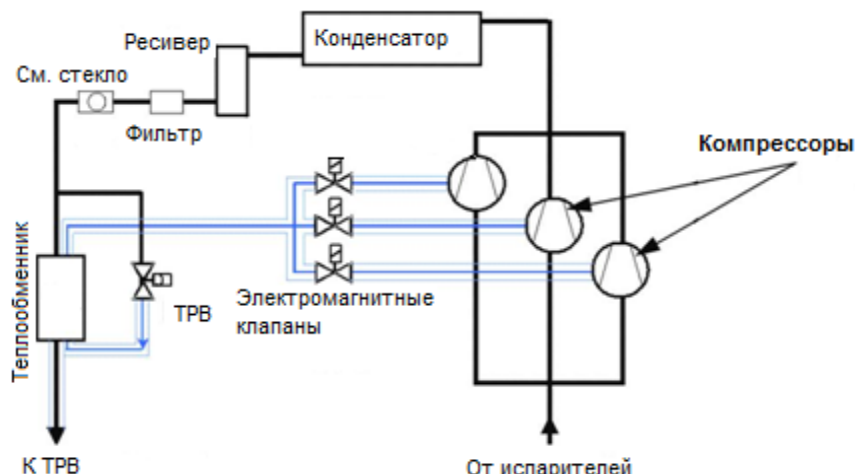 Ресивер
Конденсатор
См. стекло
Фильтр
Компрессоры
Теплообменник
ТРВ
Электромагнитные
клапаны
К ТРВ
От испарителей